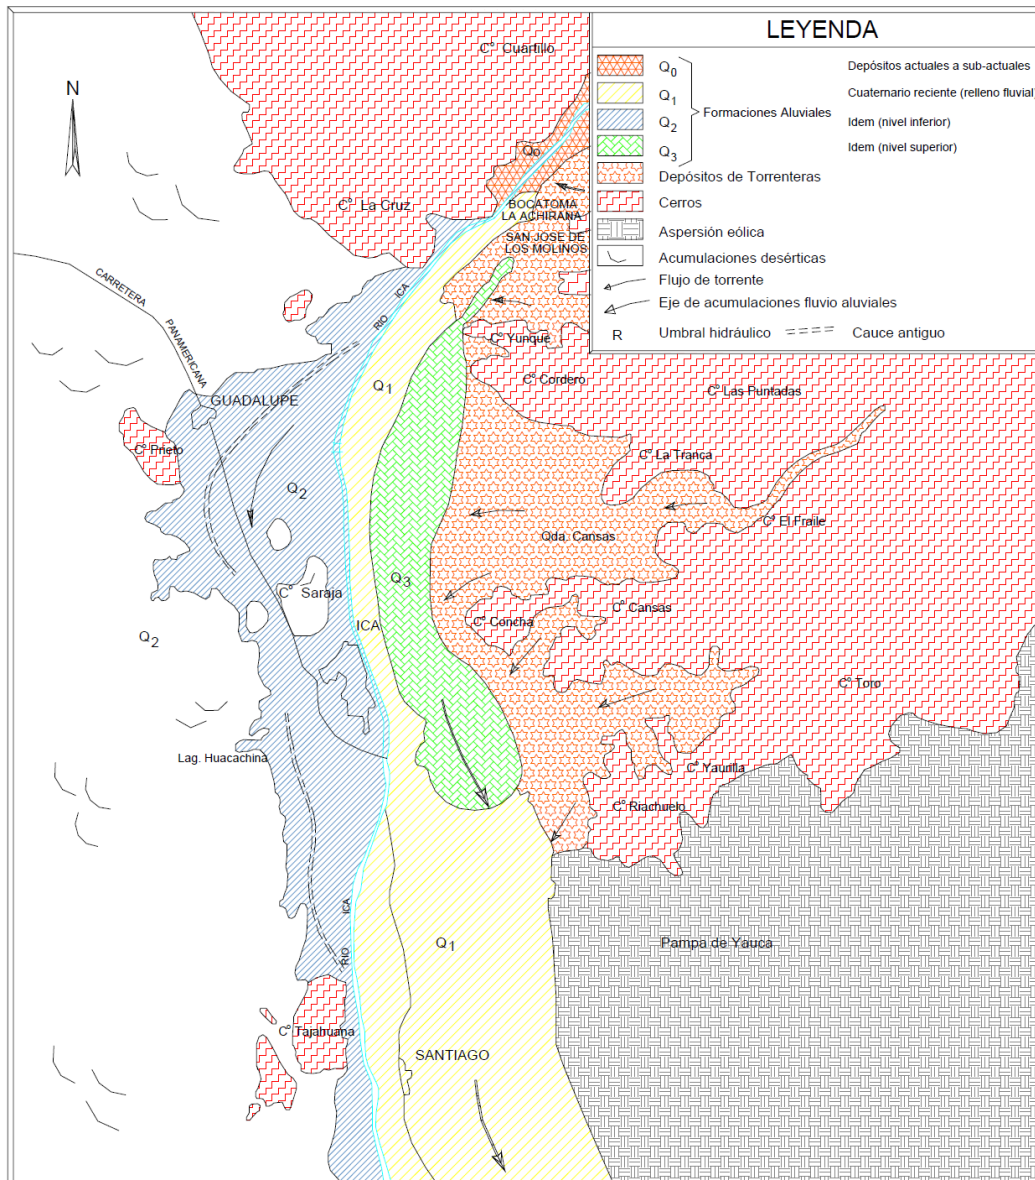 LEYENDA
Q0 Depósitos actuales a sub-actuales
Q1 Cuaternario reciente (relleno fluvial)
Formaciones Aluviales
Q2 Idem (nivel inferior)
Q3 Idem (nivel superior)
Depósitos de Torrenteras
Cerros
Aspersión eólica
Acumulaciones desérticas
Flujo de torrente
Eje de acumulaciones fluvio aluviales
R Umbral hidráulico Cauce antiguo
N
C° Cuartillo
Q0
C° La Cruz
BOCATOMA
LA ACHIRANA
SAN JOSE DE
LOS MOLINOS
CARRETERA
PANAMERICANA
RIO ICA
C° Yunque
C° Cordero
Q1
GUADALUPE
C° Las Puntadas
C° Prieto
C° La Tranca
Q2
C° El Fraile
Qda. Cansas
Q3
C° Saraja
C° Cansas
C° Concha
ICA
Q2
C° Toro
Lag. Huacachina
C° Yaurilla
C° Riachuelo
RIO ICA
Q1
Pampa de Yauca
C° Tajahuana
SANTIAGO